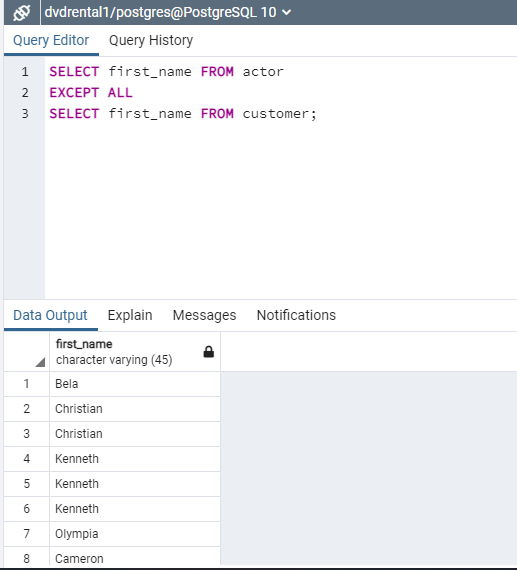 dvdrental1/postgres@PostgreSQL 10
Query Editor Query History
1 SELECT first_name FROM actor
2 EXCEPT ALL
3 SELECT first_name FROM customer;
Data Output Explain Messages Notifications
first_name
character varying (45)
1 Bela
2 Christian
3 Christian
4 Kenneth
5 Kenneth
6 Kenneth
7 Olympia
8 Cameron